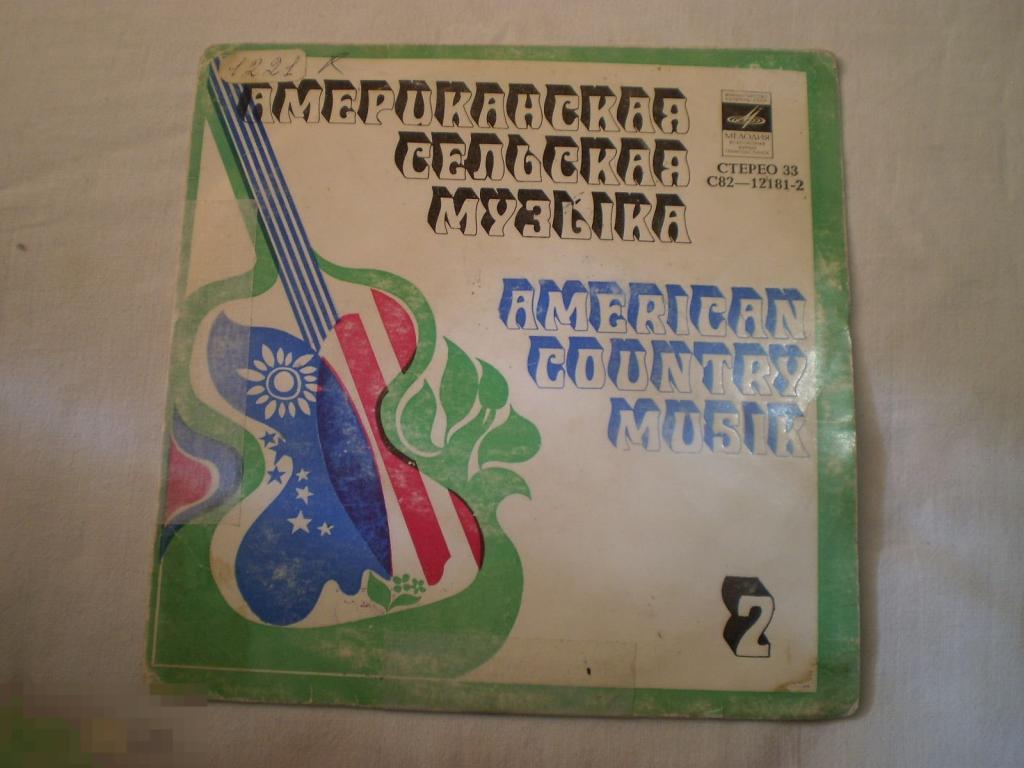 1221 К
АМЕРИКАНСКАЯ
СЕЛЬСКАЯ
МУЗЫКА
МЕЛОДИЯ
СТЕРЕО 33
С82—12181-2
AMERICAN
COUNTRY
MUSIK
2